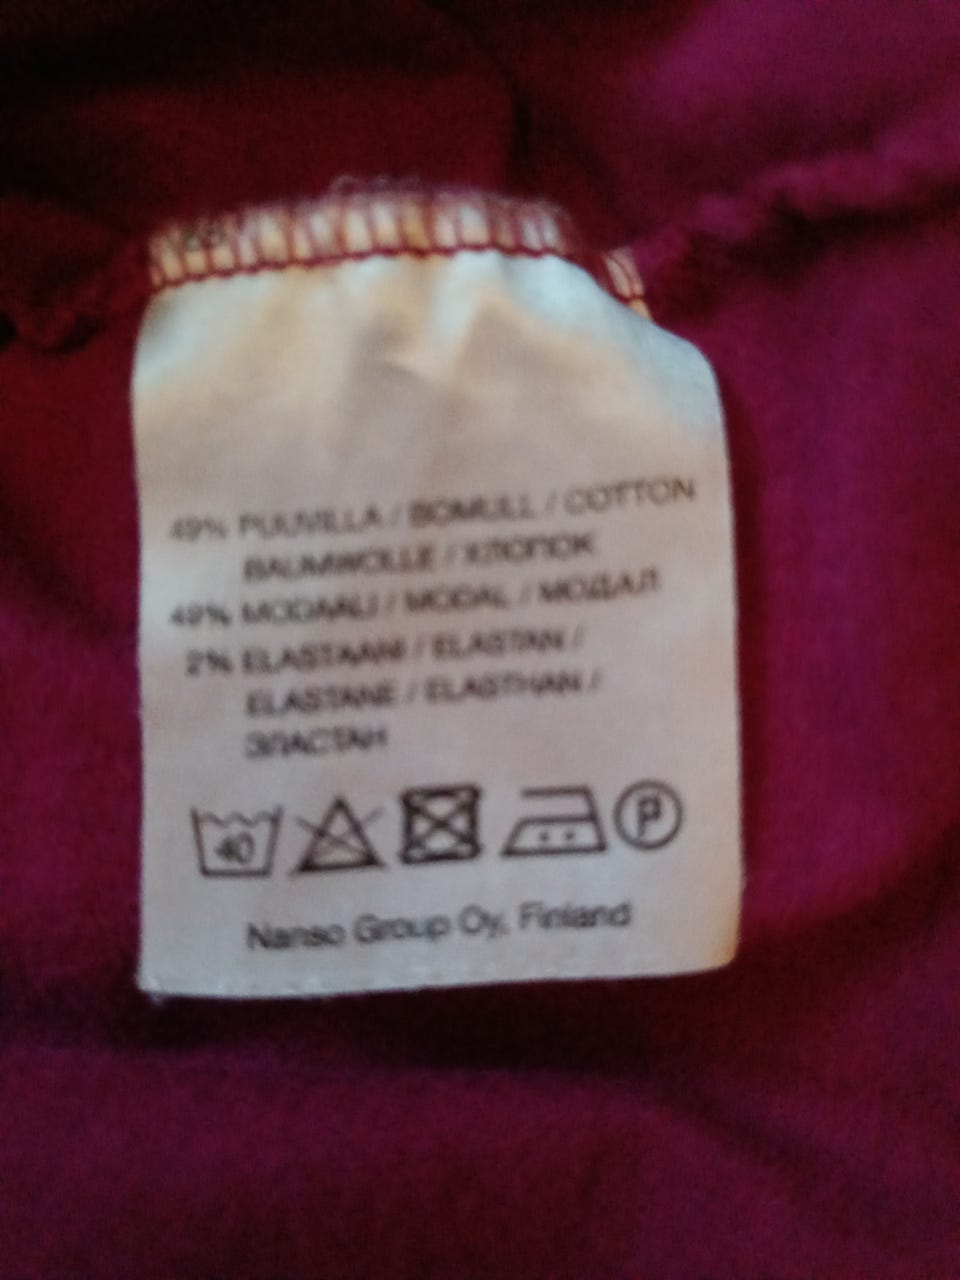 49% PUUVILLA / BOMULL / COTTON
BAUMWOLLE / ХЛОПОК
49% MODAALI / MODAL / МОДАЛ
2% ELASTAANI / ELASTAN /
ELASTANE / ELASTHAN /
ЭЛАСТАН
40
P
Nanso Group Oy, Finland